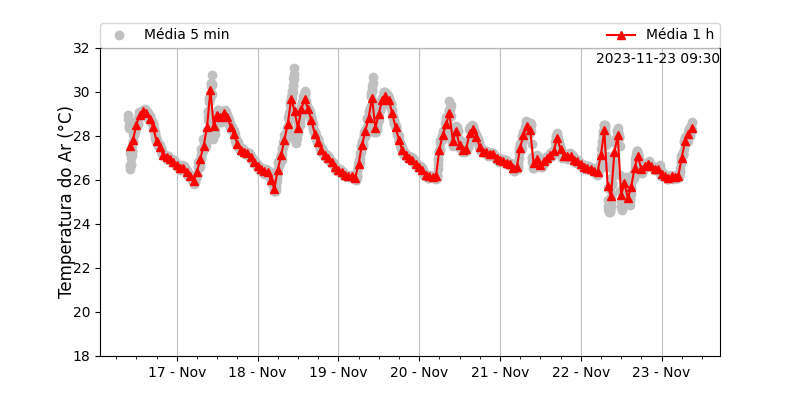 Média 5 min
Média 1 h
2023-11-23 09:30
Temperatura do Ar (°C)
32
30
28
26
24
22
20
18
17 - Nov
18 - Nov
19 - Nov
20 - Nov
21 - Nov
22 - Nov
23 - Nov